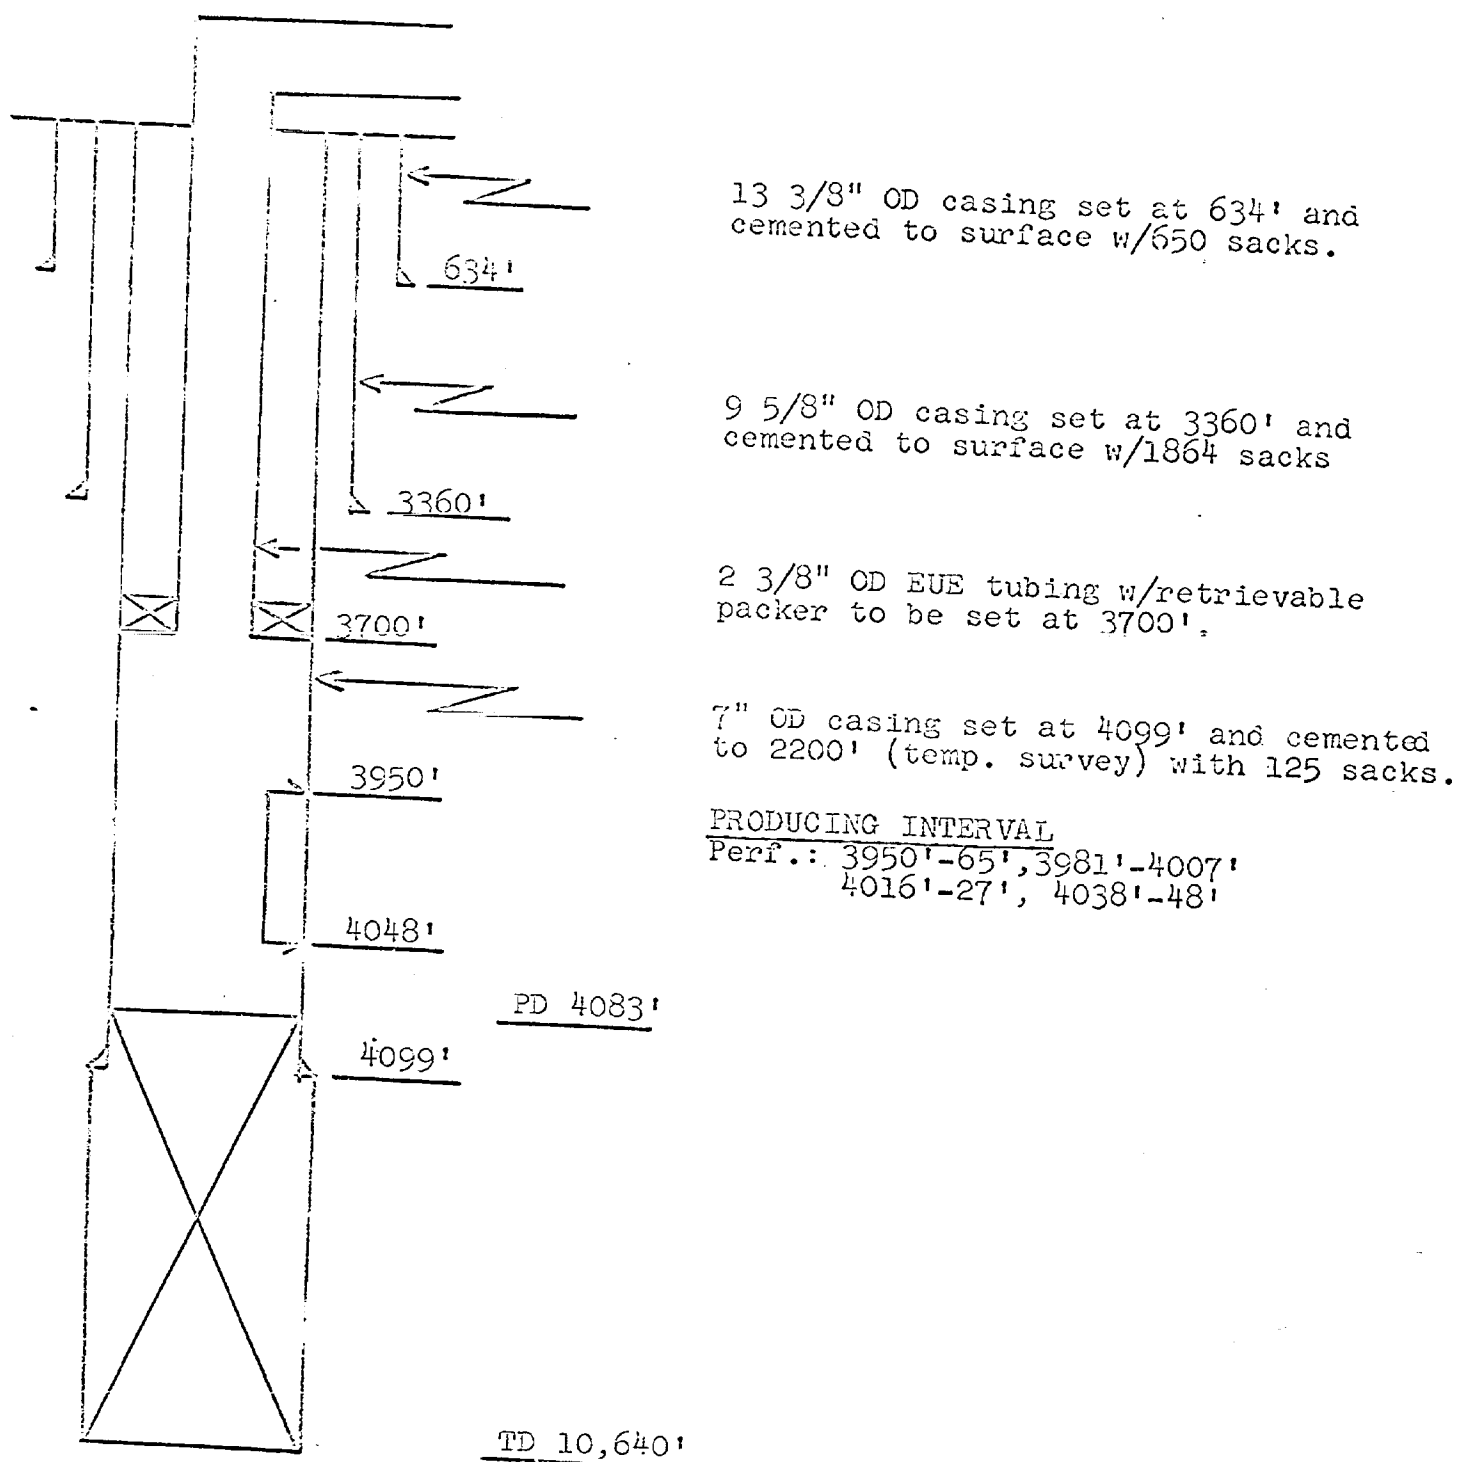 13 3/8" OD casing set at 634' and
cemented to surface w/650 sacks.
634'
9 5/8" OD casing set at 3360' and
cemented to surface w/1864 sacks
3360'
2 3/8" OD EUE tubing w/retrievable
packer to be set at 3700'.
3700'
7" OD casing set at 4099' and cemented
to 2200' (temp. survey) with 125 sacks.
3950'
PRODUCING INTERVAL
Perf.: 3950'-65',3981'-4007'
4016'-27', 4038'-48'
4048'
PD 4083'
4099'
TD 10,640'